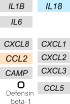 IL1B IL18
IL6
CXCL8 CXCL1
CCL2 CXCL2
CAMP CXCL3
CCL5
Defensin
beta-1